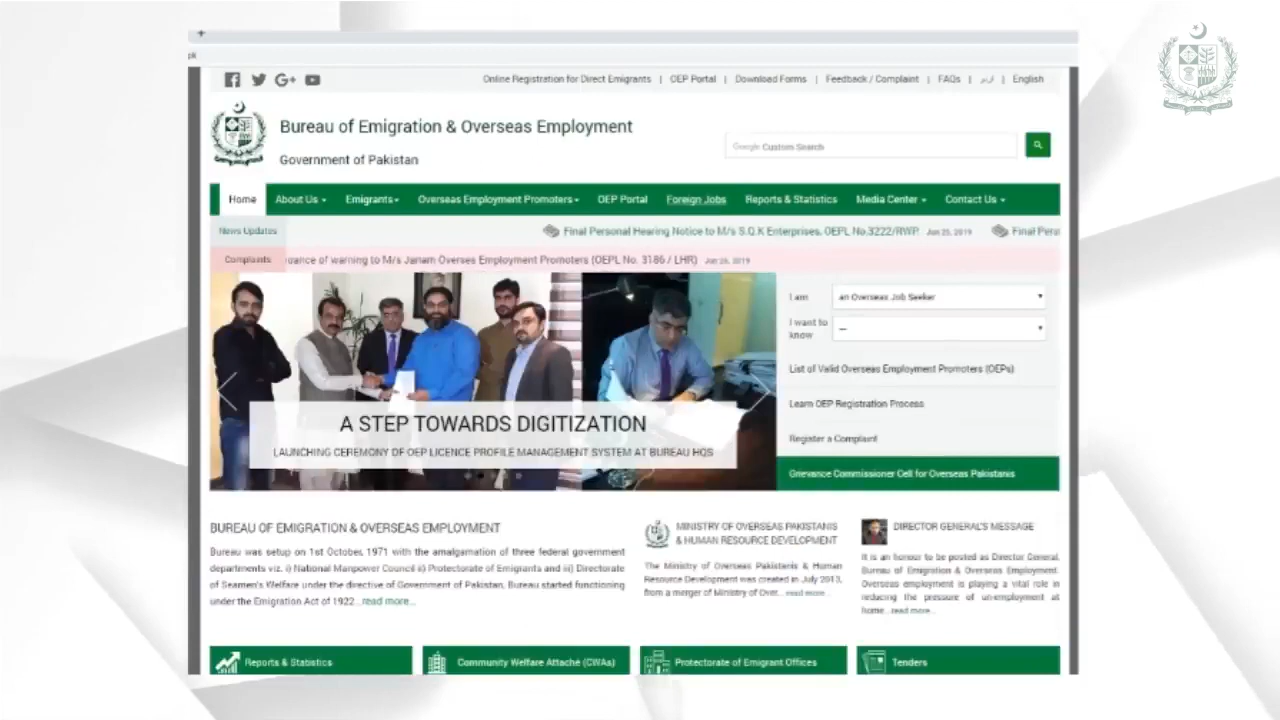 Online Registration for Direct Emigrants | OEP Portal | Download Forms | Feedback / Complaint | FAQs | اردو | English
Bureau of Emigration & Overseas Employment
Government of Pakistan
Google Custom Search
Home About Us Emigrants Overseas Employment Promoters OEP Portal Foreign Jobs Reports & Statistics Media Center Contact Us
News Updates Final Personal Hearing Notice to M/s S.Q.K Enterprises, OEPL No.3222/RWP. Jan 25, 2019 Final Pers
Complaints uance of warning to M/s Janam Overses Employment Promoters (OEPL No. 3186 / LHR) Jan 26, 2019
I am an Overseas Job Seeker
I want to know ---
List of Valid Overseas Employment Promoters (OEPs)
Learn OEP Registration Process
Register a Complaint
Grievance Commissioner Cell for Overseas Pakistanis
A STEP TOWARDS DIGITIZATION
LAUNCHING CEREMONY OF OEP LICENCE PROFILE MANAGEMENT SYSTEM AT BUREAU HQS
BUREAU OF EMIGRATION & OVERSEAS EMPLOYMENT
Bureau was setup on 1st October, 1971 with the amalgamation of three federal government
departments viz. i) National Manpower Council ii) Protectorate of Emigrants and iii) Directorate
of Seamen's Welfare under the directive of Government of Pakistan, Bureau started functioning
under the Emigration Act of 1922...read more...
MINISTRY OF OVERSEAS PAKISTANIS
& HUMAN RESOURCE DEVELOPMENT
The Ministry of Overseas Pakistanis & Human
Resource Development was created in July 2013,
from a merger of Ministry of Over... read more...
DIRECTOR GENERAL'S MESSAGE
It is an honour to be posted as Director General,
Bureau of Emigration & Overseas Employment.
Overseas employment is playing a vital role in
reducing the pressure of un-employment at
home...read more...
Reports & Statistics
Community Welfare Attaché (CWAs)
Protectorate of Emigrant Offices
Tenders